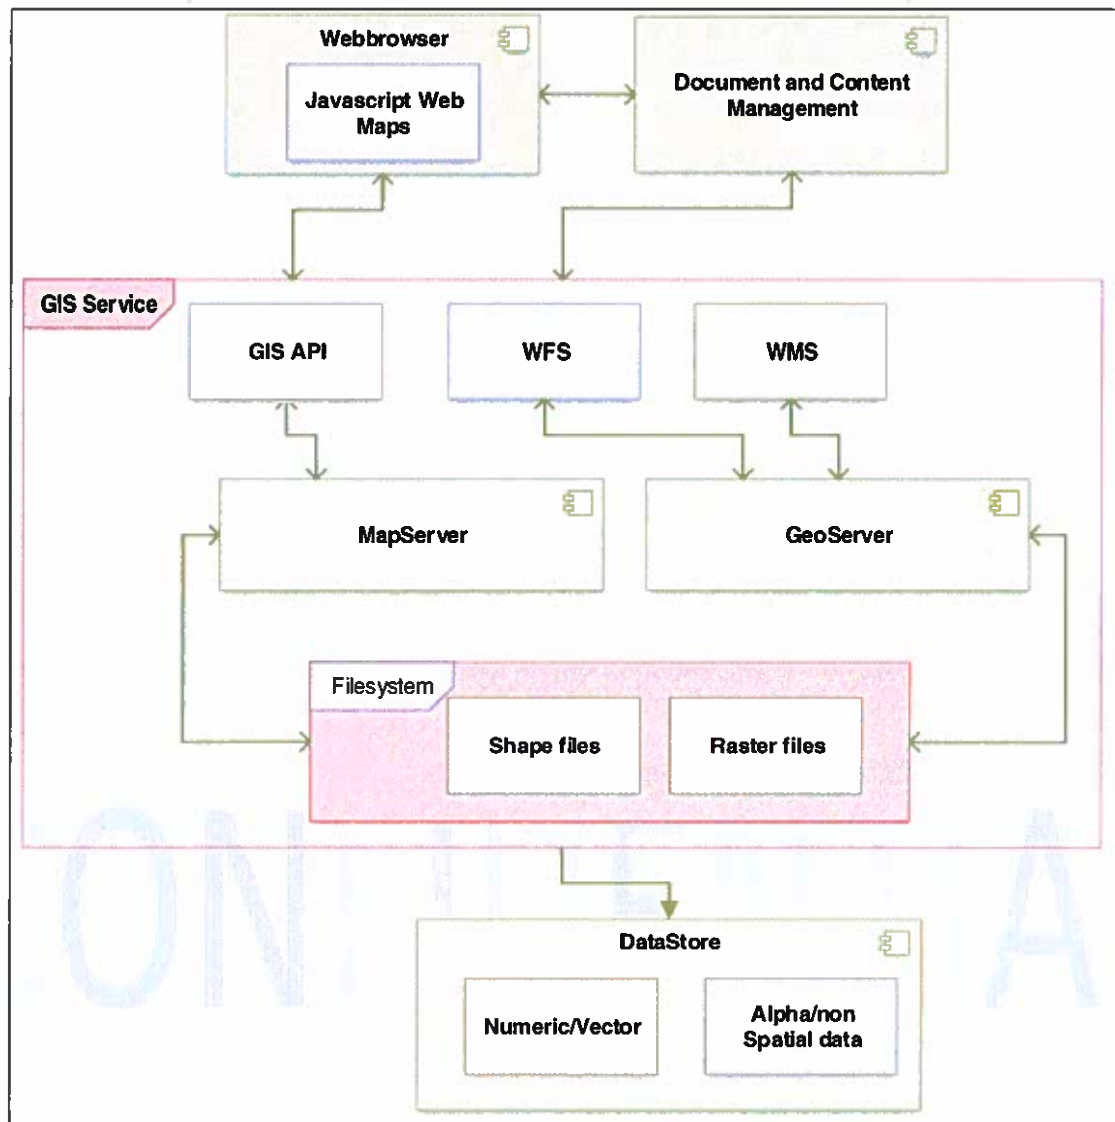 Webbrowser
Javascript Web
Maps
Document and Content
Management
GIS Service
GIS API
WFS
WMS
MapServer
GeoServer
Filesystem
Shape files
Raster files
DataStore
Numeric/Vector
Alpha/non
Spatial data